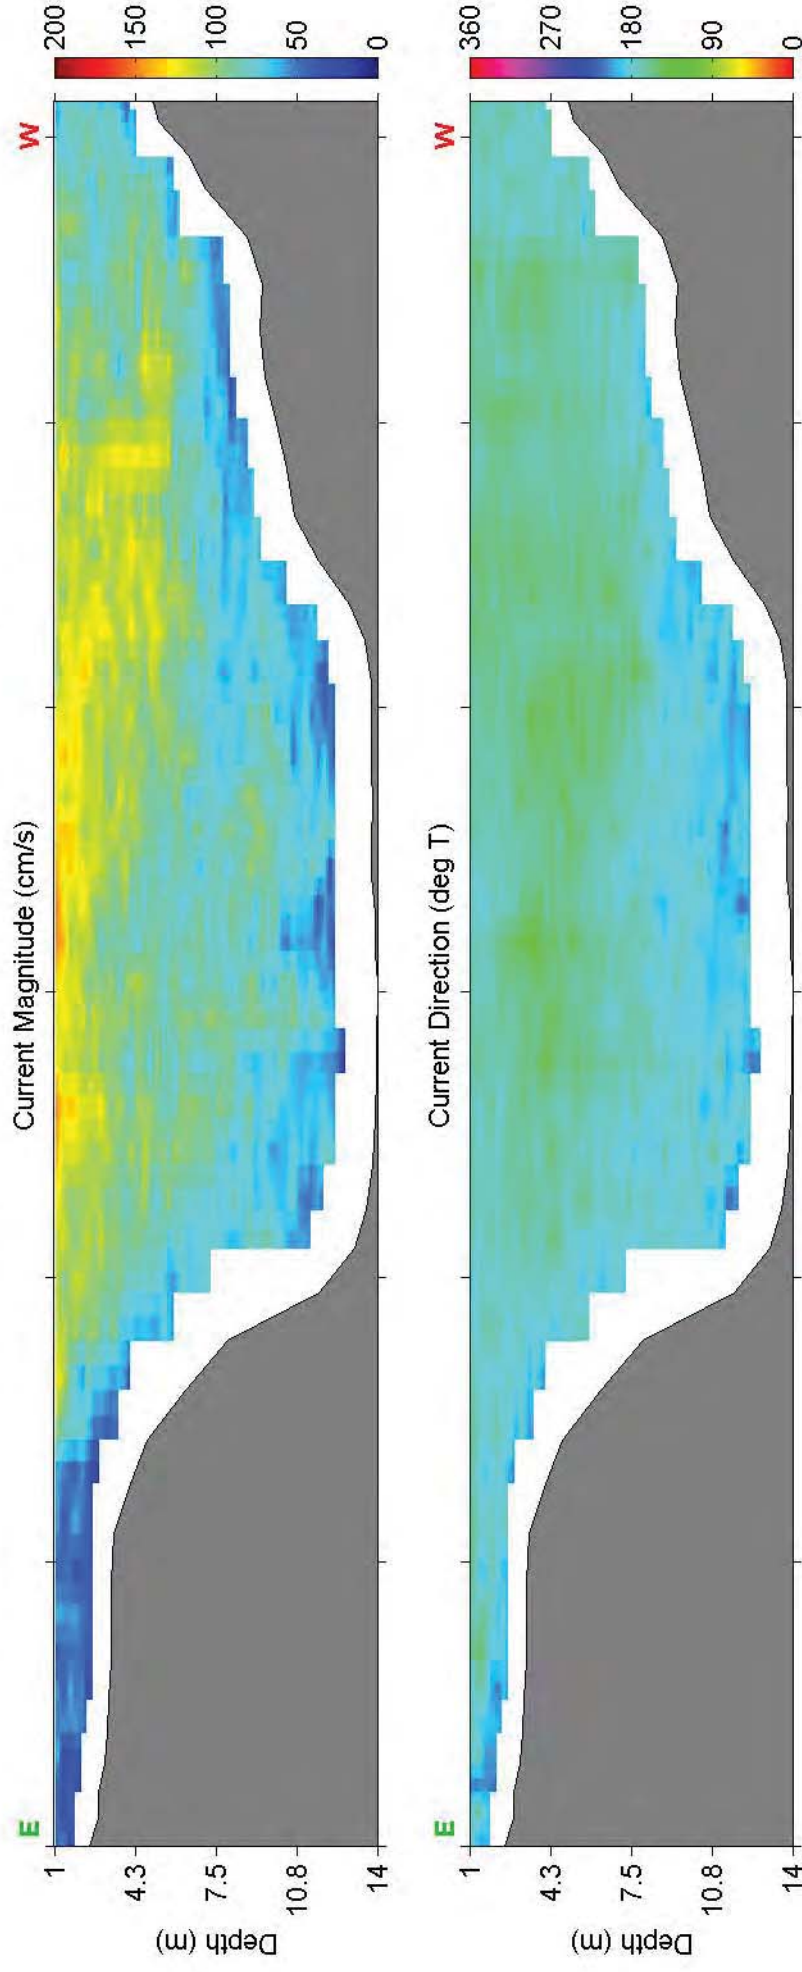 Current Magnitude (cm/s)
E
W
Depth (m)
1
4.3
7.5
10.8
14
200
150
100
50
0
Current Direction (deg T)
E
W
Depth (m)
1
4.3
7.5
10.8
14
360
270
180
90
0